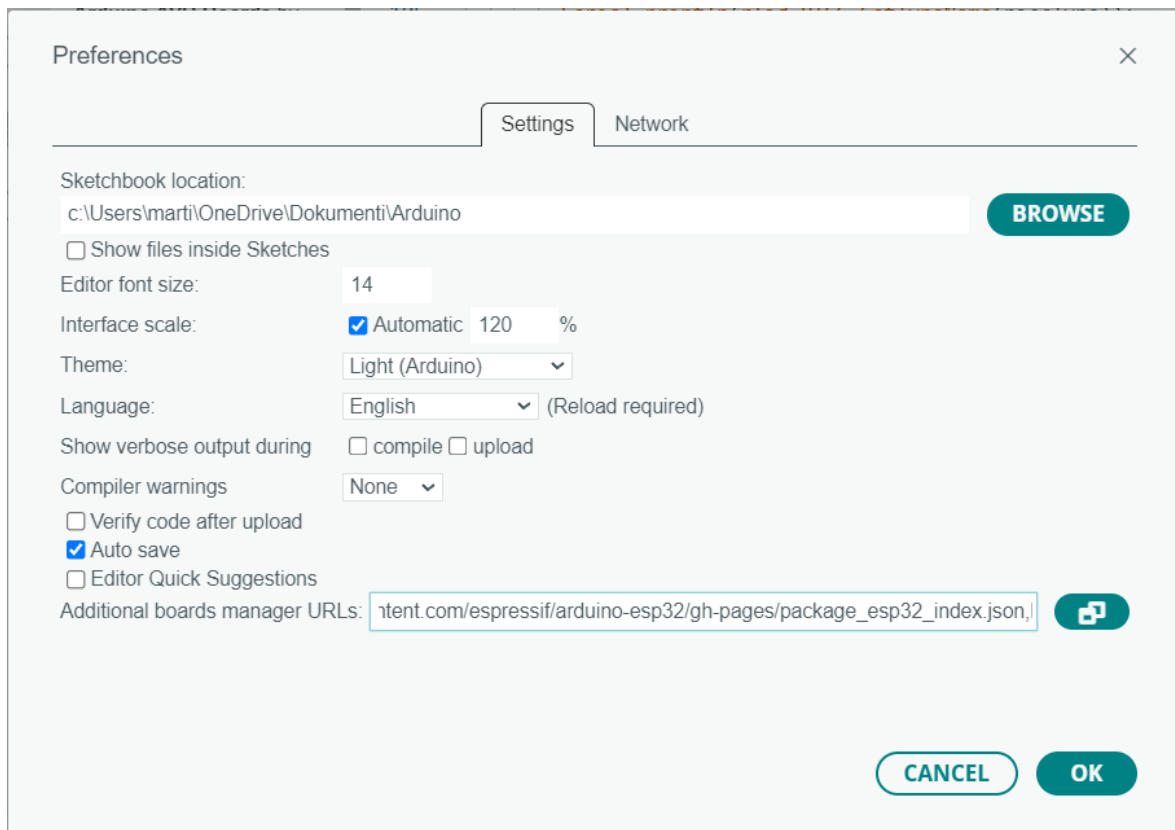 Preferences
Settings Network
Sketchbook location:
c:\Users\marti\OneDrive\Dokumenti\Arduino BROWSE
Show files inside Sketches
Editor font size: 14
Interface scale: Automatic 120 %
Theme: Light (Arduino)
Language: English (Reload required)
Show verbose output during compile upload
Compiler warnings None
Verify code after upload
Auto save
Editor Quick Suggestions
Additional boards manager URLs: ntent.com/espressif/arduino-esp32/gh-pages/package_esp32_index.json,
CANCEL OK